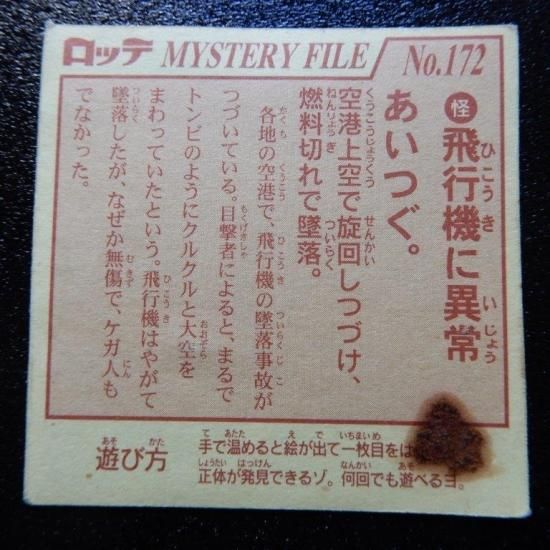 ロッテ MYSTERY FILE No.172
怪 飛行機に異常
あいつぐ。
空港上空で旋回しつづけ、
燃料切れで墜落。
各地の空港で、飛行機の墜落事故が
つづいている。目撃者によると、まるで
トンビのようにクルクルと大空を
まわっていたという。飛行機はやがて
墜落したが、なぜか無傷で、ケガ人も
でなかった。
遊び方
手で温めると絵が出て一枚目をは
正体が発見できるゾ。何回でも遊べるヨ。